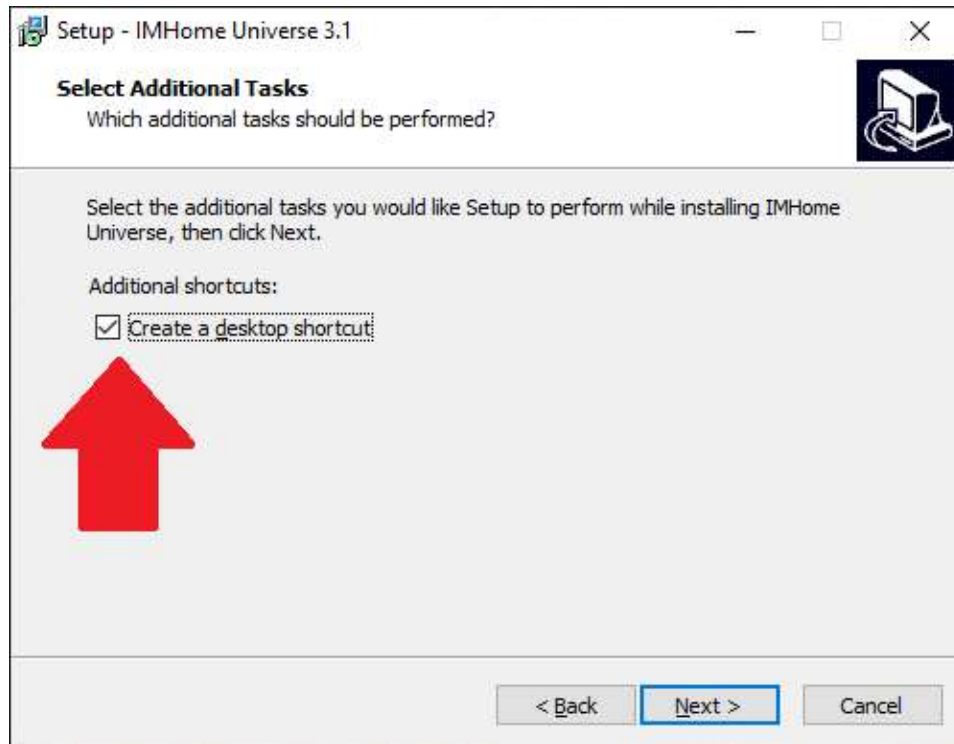 Setup - IMHome Universe 3.1
Select Additional Tasks
Which additional tasks should be performed?
Select the additional tasks you would like Setup to perform while installing IMHome
Universe, then click Next.
Additional shortcuts:
Create a desktop shortcut
< Back Next > Cancel